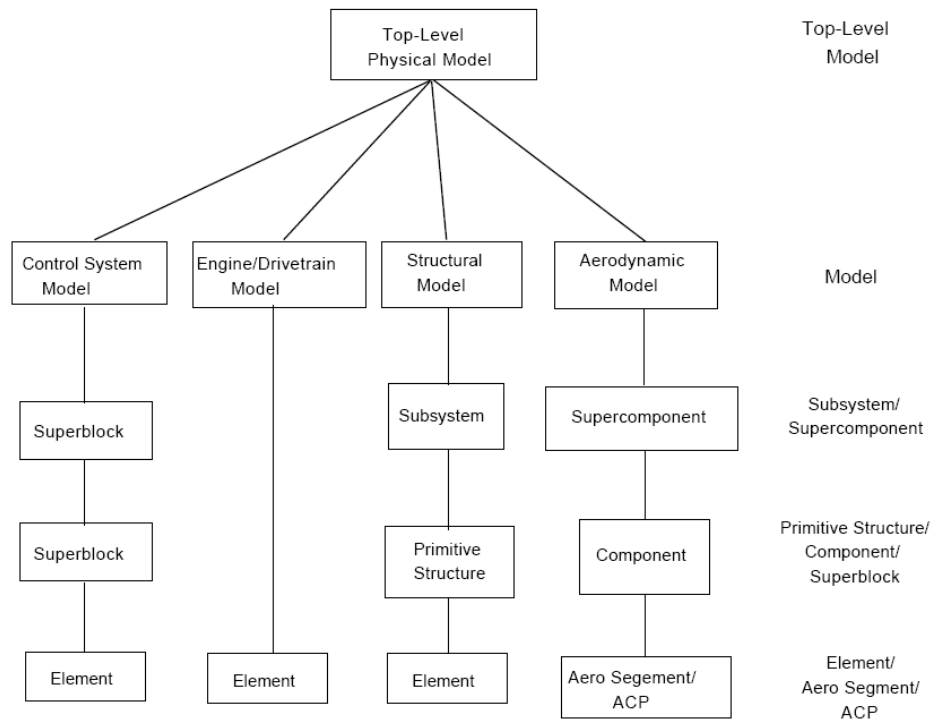 Top-Level
Physical Model
Top-Level
Model
Control System
Model
Engine/Drivetrain
Model
Structural
Model
Aerodynamic
Model
Model
Superblock
Subsystem
Supercomponent
Subsystem/
Supercomponent
Superblock
Primitive
Structure
Component
Primitive Structure/
Component/
Superblock
Element
Element
Element
Aero Segement/
ACP
Element/
Aero Segment/
ACP